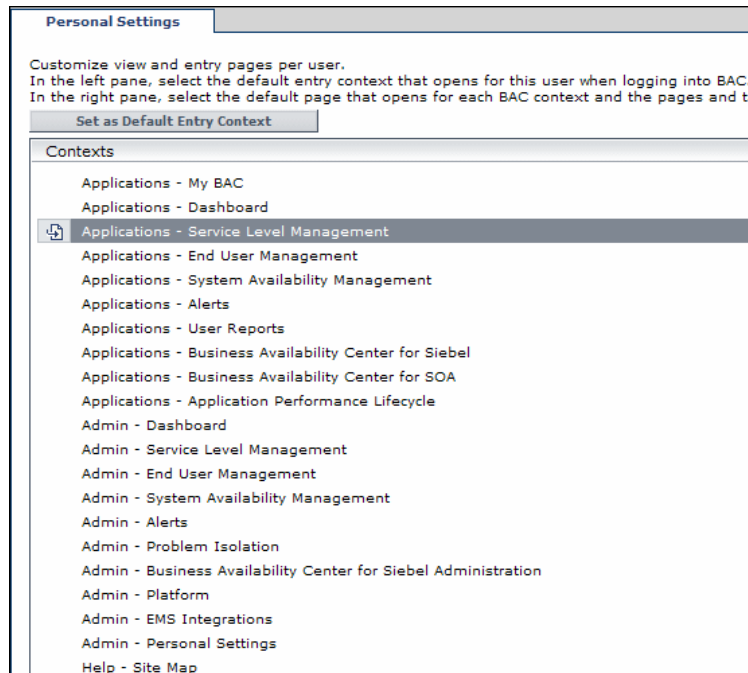 Personal Settings
Customize view and entry pages per user.
In the left pane, select the default entry context that opens for this user when logging into BAC.
In the right pane, select the default page that opens for each BAC context and the pages and t
Set as Default Entry Context
Contexts
Applications - My BAC
Applications - Dashboard
Applications - Service Level Management
Applications - End User Management
Applications - System Availability Management
Applications - Alerts
Applications - User Reports
Applications - Business Availability Center for Siebel
Applications - Business Availability Center for SOA
Applications - Application Performance Lifecycle
Admin - Dashboard
Admin - Service Level Management
Admin - End User Management
Admin - System Availability Management
Admin - Alerts
Admin - Problem Isolation
Admin - Business Availability Center for Siebel Administration
Admin - Platform
Admin - EMS Integrations
Admin - Personal Settings
Help - Site Map